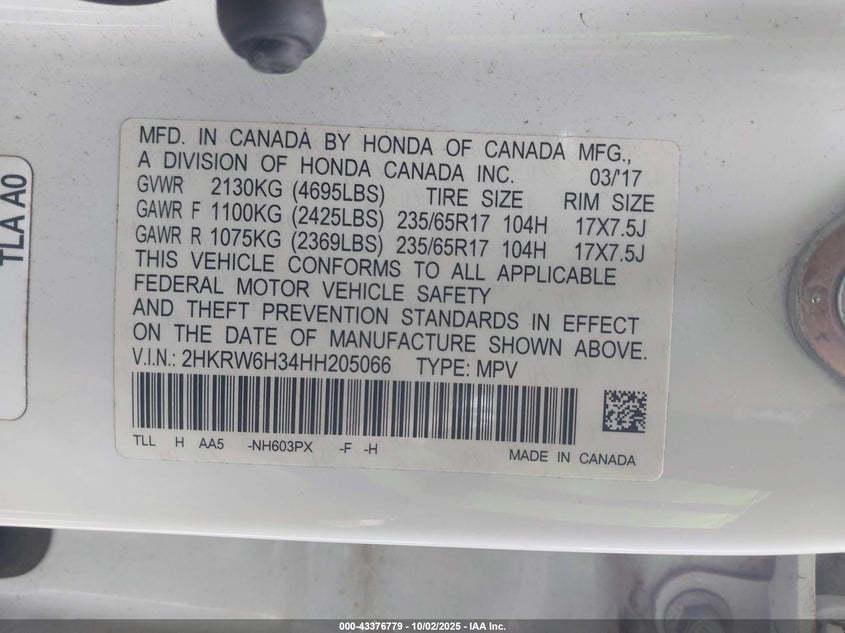 MFD. IN CANADA BY HONDA OF CANADA MFG.,
A DIVISION OF HONDA CANADA INC. 03/'17
GVWR 2130KG (4695LBS) TIRE SIZE RIM SIZE
GAWR F 1100KG (2425LBS) 235/65R17 104H 17X7.5J
GAWR R 1075KG (2369LBS) 235/65R17 104H 17X7.5J
THIS VEHICLE CONFORMS TO ALL APPLICABLE
FEDERAL MOTOR VEHICLE SAFETY
AND THEFT PREVENTION STANDARDS IN EFFECT
ON THE DATE OF MANUFACTURE SHOWN ABOVE.
V.I.N.: 2HKRW6H34HH205066 TYPE: MPV
TLL H AA5 -NH603PX -F -H
MADE IN CANADA
TLA A0
000-43376779 - 10/02/2025 - IAA Inc.